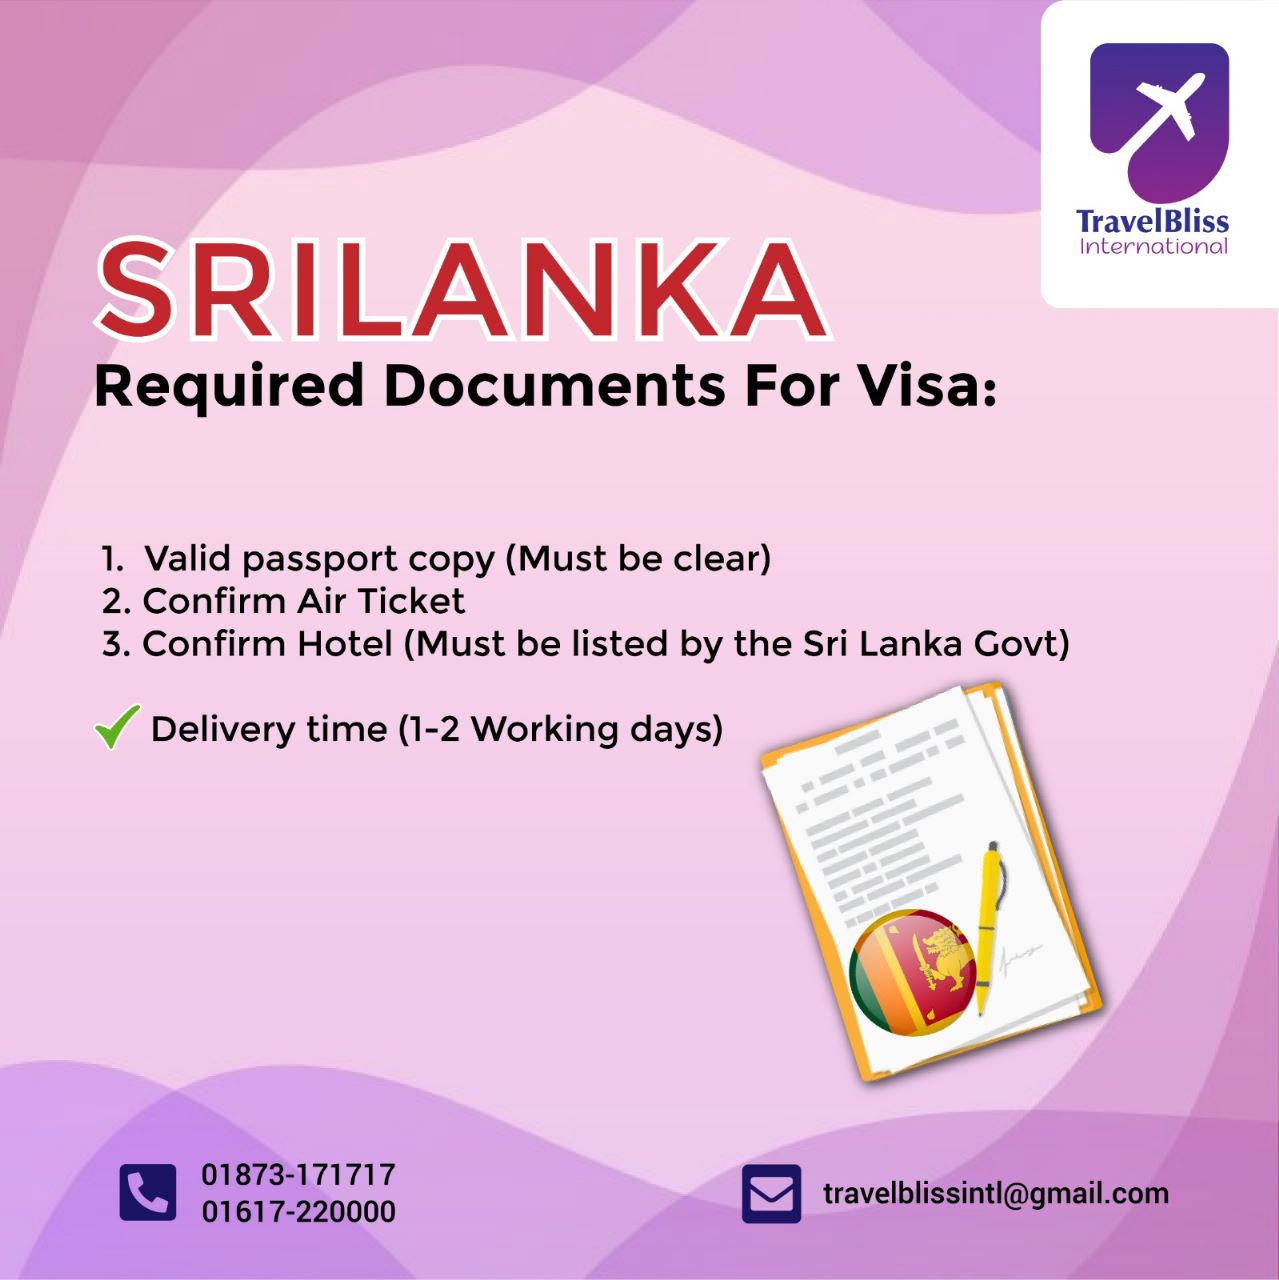 TravelBliss
International
SRILANKA
Required Documents For Visa:
1. Valid passport copy (Must be clear)
2. Confirm Air Ticket
3. Confirm Hotel (Must be listed by the Sri Lanka Govt)
Delivery time (1-2 Working days)
01873-171717
01617-220000
travelblissintl@gmail.com